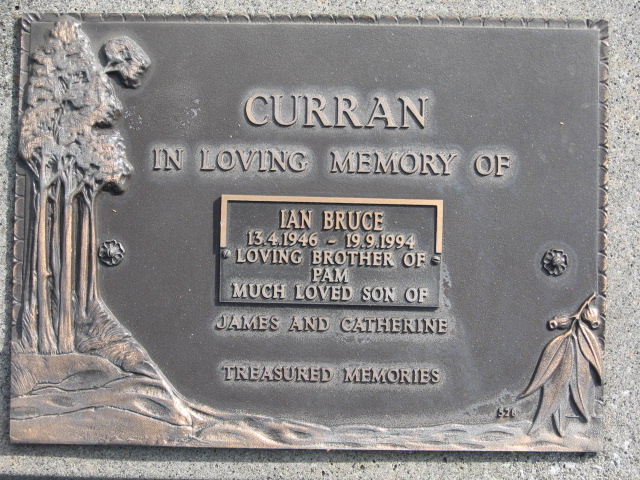 CURRAN
IN LOVING MEMORY OF
IAN BRUCE
13.4.1946 - 19.9.1994
LOVING BROTHER OF
PAM
MUCH LOVED SON OF
JAMES AND CATHERINE
TREASURED MEMORIES
526